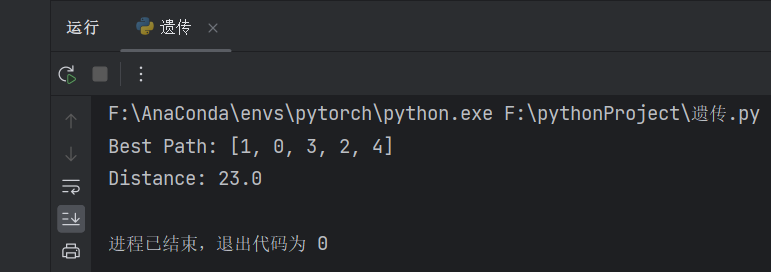 运行
遗传
F:\AnaConda\envs\pytorch\python.exe F:\pythonProject\遗传.py
Best Path: [1, 0, 3, 2, 4]
Distance: 23.0
进程已结束，退出代码为 0